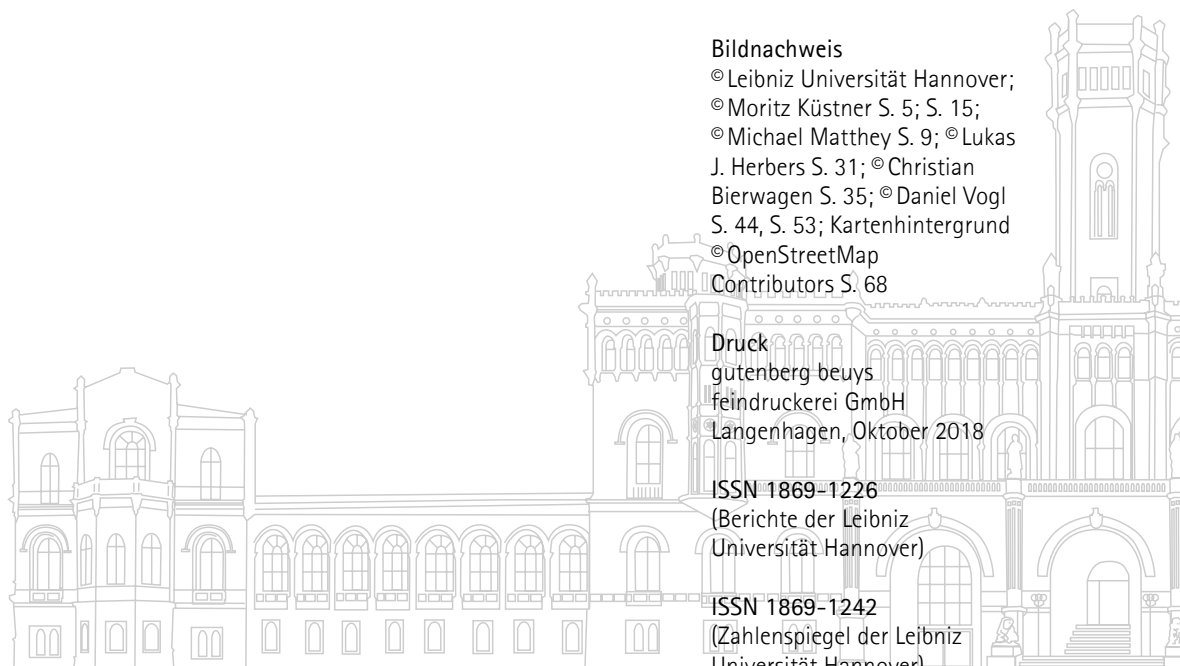 Bildnachweis
© Leibniz Universität Hannover;
© Moritz Küstner S. 5; S. 15;
© Michael Matthey S. 9; © Lukas
J. Herbers S. 31; © Christian
Bierwagen S. 35; © Daniel Vogl
S. 44, S. 53; Kartenhintergrund
© OpenStreetMap
Contributors S. 68
Druck
gutenberg beuys
feindruckerei GmbH
Langenhagen, Oktober 2018
ISSN 1869-1226
(Berichte der Leibniz
Universität Hannover)
ISSN 1869-1242
(Zahlenspiegel der Leibniz
Universität Hannover)